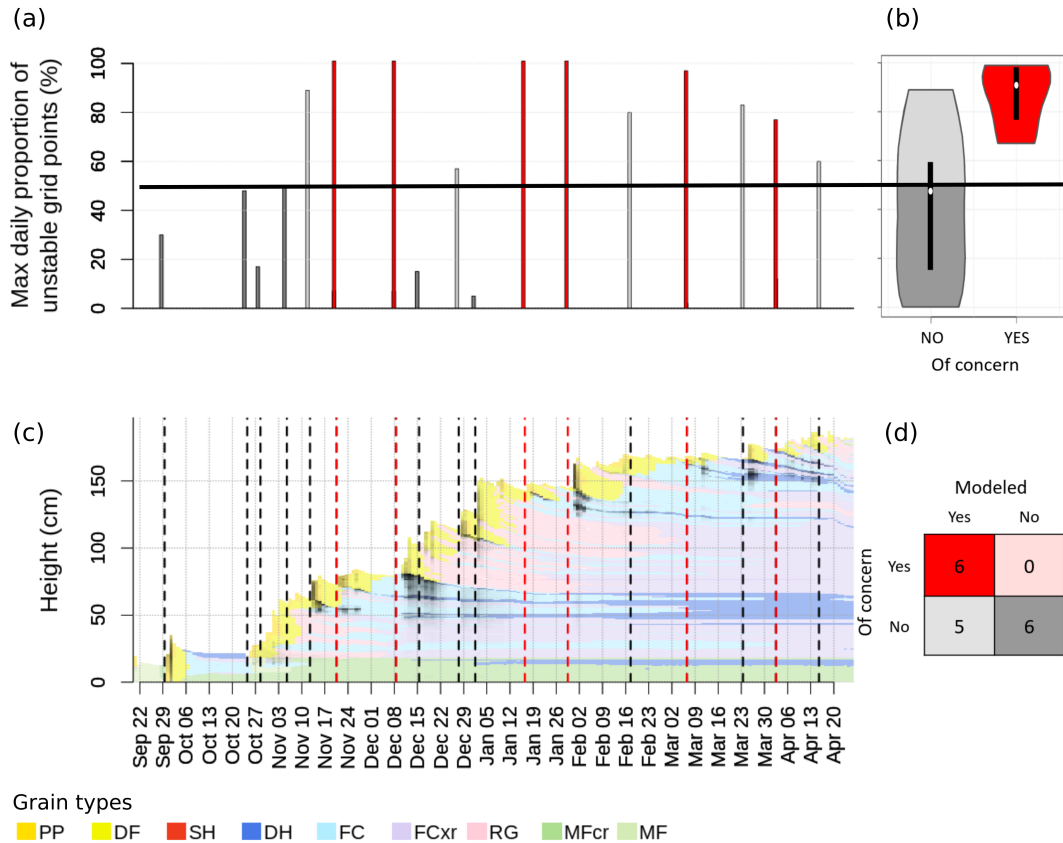 (a)
(b)
Max daily proportion of
unstable grid points (%)
100
80
60
40
20
0
NO
YES
Of concern
(c)
(d)
Height (cm)
150
100
50
0
Sep 22
Sep 29
Oct 06
Oct 13
Oct 20
Oct 27
Nov 03
Nov 10
Nov 17
Nov 24
Dec 01
Dec 08
Dec 15
Dec 22
Dec 29
Jan 05
Jan 12
Jan 19
Jan 26
Feb 02
Feb 09
Feb 16
Feb 23
Mar 02
Mar 09
Mar 16
Mar 23
Mar 30
Apr 06
Apr 13
Apr 20
Modeled
Yes
No
Of concern
Yes
6
0
No
5
6
Grain types
PP
DF
SH
DH
FC
FCxr
RG
MFcr
MF